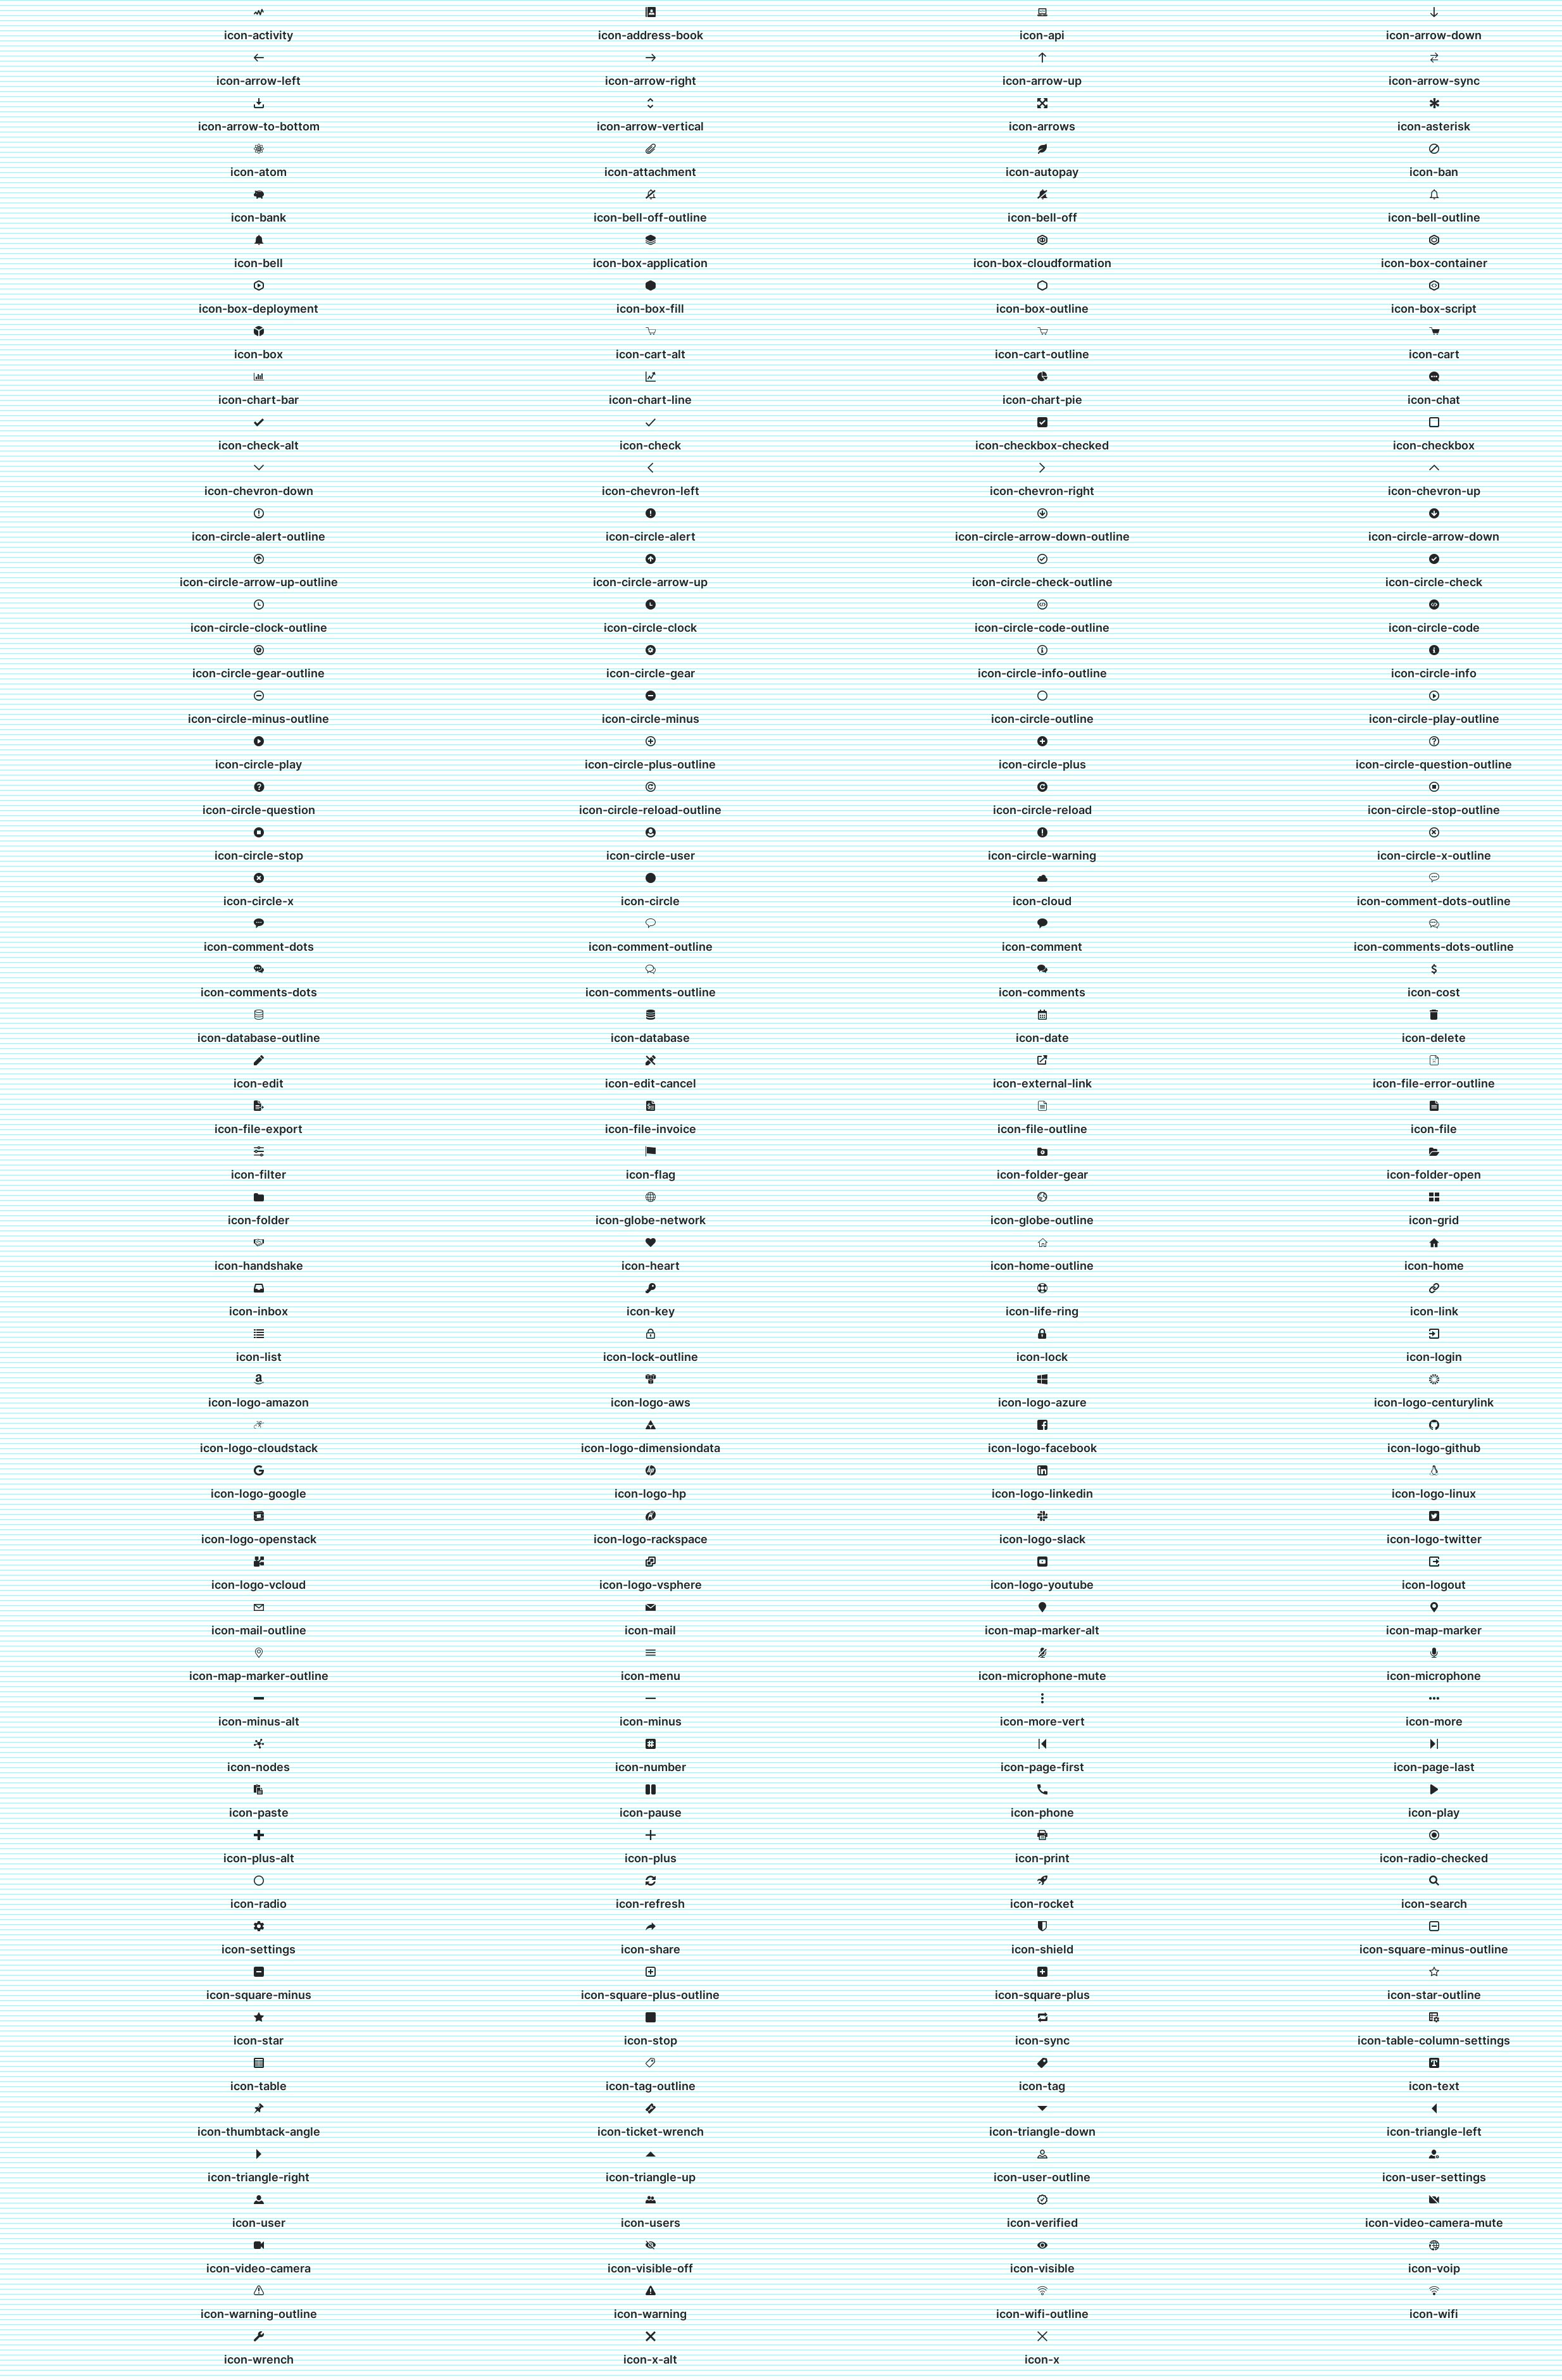 icon-activity icon-address-book icon-api icon-arrow-down
icon-arrow-left icon-arrow-right icon-arrow-up icon-arrow-sync
icon-arrow-to-bottom icon-arrow-vertical icon-arrows icon-asterisk
icon-atom icon-attachment icon-autopay icon-ban
icon-bank icon-bell-off-outline icon-bell-off icon-bell-outline
icon-bell icon-box-application icon-box-cloudformation icon-box-container
icon-box-deployment icon-box-fill icon-box-outline icon-box-script
icon-box icon-cart-alt icon-cart-outline icon-cart
icon-chart-bar icon-chart-line icon-chart-pie icon-chat
icon-check-alt icon-check icon-checkbox-checked icon-checkbox
icon-chevron-down icon-chevron-left icon-chevron-right icon-chevron-up
icon-circle-alert-outline icon-circle-alert icon-circle-arrow-down-outline icon-circle-arrow-down
icon-circle-arrow-up-outline icon-circle-arrow-up icon-circle-check-outline icon-circle-check
icon-circle-clock-outline icon-circle-clock icon-circle-code-outline icon-circle-code
icon-circle-gear-outline icon-circle-gear icon-circle-info-outline icon-circle-info
icon-circle-minus-outline icon-circle-minus icon-circle-outline icon-circle-play-outline
icon-circle-play icon-circle-plus-outline icon-circle-plus icon-circle-question-outline
icon-circle-question icon-circle-reload-outline icon-circle-reload icon-circle-stop-outline
icon-circle-stop icon-circle-user icon-circle-warning icon-circle-x-outline
icon-circle-x icon-circle icon-cloud icon-comment-dots-outline
icon-comment-dots icon-comment-outline icon-comment icon-comments-dots-outline
icon-comments-dots icon-comments-outline icon-comments icon-cost
icon-database-outline icon-database icon-date icon-delete
icon-edit icon-edit-cancel icon-external-link icon-file-error-outline
icon-file-export icon-file-invoice icon-file-outline icon-file
icon-filter icon-flag icon-folder-gear icon-folder-open
icon-folder icon-globe-network icon-globe-outline icon-grid
icon-handshake icon-heart icon-home-outline icon-home
icon-inbox icon-key icon-life-ring icon-link
icon-list icon-lock-outline icon-lock icon-login
icon-logo-amazon icon-logo-aws icon-logo-azure icon-logo-centurylink
icon-logo-cloudstack icon-logo-dimensiondata icon-logo-facebook icon-logo-github
icon-logo-google icon-logo-hp icon-logo-linkedin icon-logo-linux
icon-logo-openstack icon-logo-rackspace icon-logo-slack icon-logo-twitter
icon-logo-vcloud icon-logo-vsphere icon-logo-youtube icon-logout
icon-mail-outline icon-mail icon-map-marker-alt icon-map-marker
icon-map-marker-outline icon-menu icon-microphone-mute icon-microphone
icon-minus-alt icon-minus icon-more-vert icon-more
icon-nodes icon-number icon-page-first icon-page-last
icon-paste icon-pause icon-phone icon-play
icon-plus-alt icon-plus icon-print icon-radio-checked
icon-radio icon-refresh icon-rocket icon-search
icon-settings icon-share icon-shield icon-square-minus-outline
icon-square-minus icon-square-plus-outline icon-square-plus icon-star-outline
icon-star icon-stop icon-sync icon-table-column-settings
icon-table icon-tag-outline icon-tag icon-text
icon-thumbtack-angle icon-ticket-wrench icon-triangle-down icon-triangle-left
icon-triangle-right icon-triangle-up icon-user-outline icon-user-settings
icon-user icon-users icon-verified icon-video-camera-mute
icon-video-camera icon-visible-off icon-visible icon-voip
icon-warning-outline icon-warning icon-wifi-outline icon-wifi
icon-wrench icon-x-alt icon-x